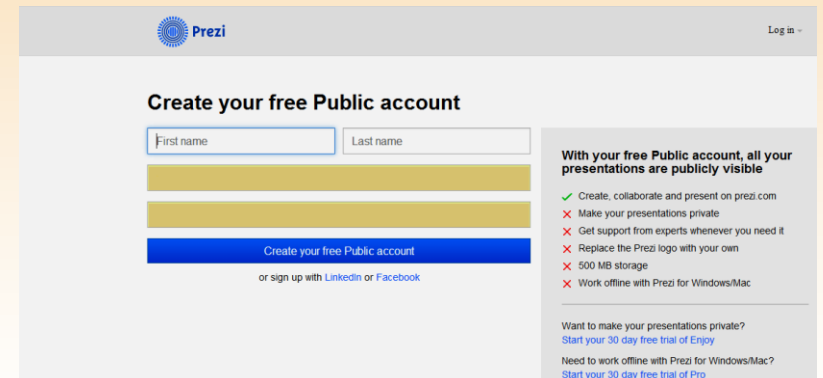 Prezi
Log in
Create your free Public account
First name
Last name
Create your free Public account
or sign up with LinkedIn or Facebook
With your free Public account, all your
presentations are publicly visible
Create, collaborate and present on prezi.com
Make your presentations private
Get support from experts whenever you need it
Replace the Prezi logo with your own
500 MB storage
Work offline with Prezi for Windows/Mac
Want to make your presentations private?
Start your 30 day free trial of Enjoy
Need to work offline with Prezi for Windows/Mac?
Start your 30 day free trial of Pro